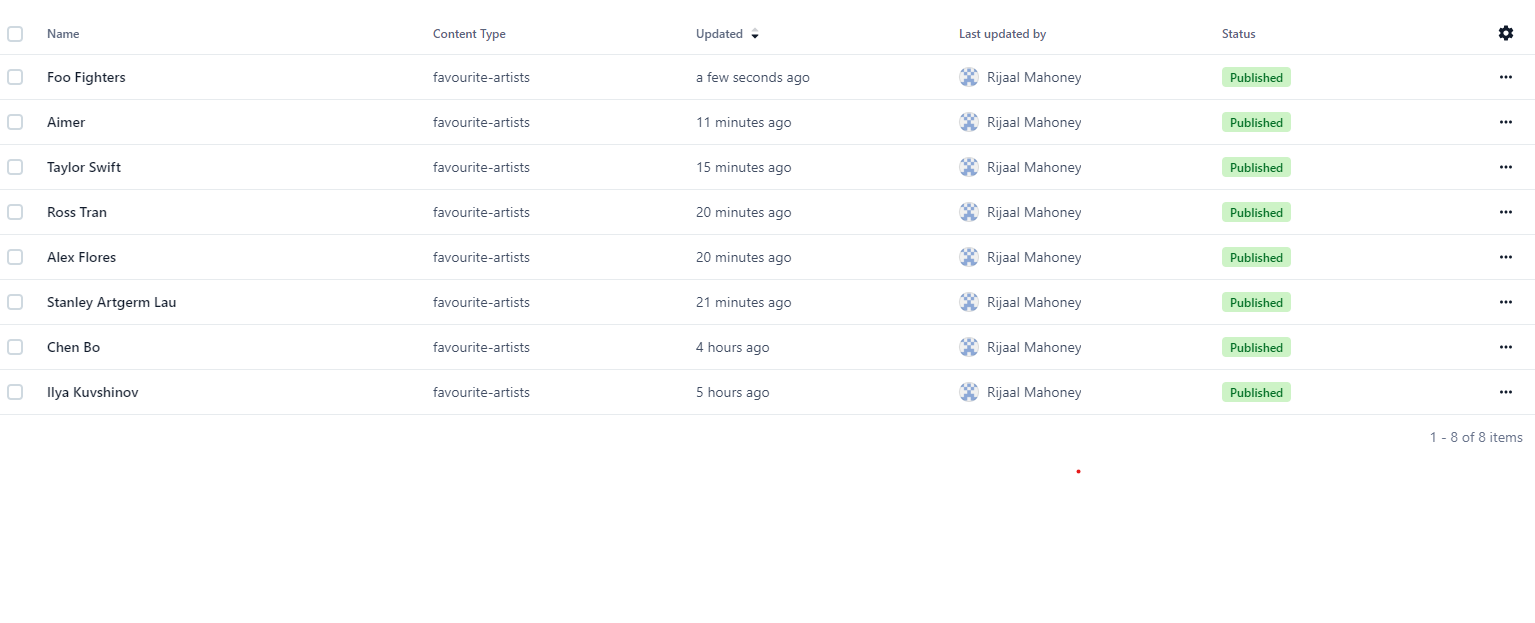 Name Content Type Updated Last updated by Status
Foo Fighters favourite-artists a few seconds ago Rijaal Mahoney Published
Aimer favourite-artists 11 minutes ago Rijaal Mahoney Published
Taylor Swift favourite-artists 15 minutes ago Rijaal Mahoney Published
Ross Tran favourite-artists 20 minutes ago Rijaal Mahoney Published
Alex Flores favourite-artists 20 minutes ago Rijaal Mahoney Published
Stanley Artgerm Lau favourite-artists 21 minutes ago Rijaal Mahoney Published
Chen Bo favourite-artists 4 hours ago Rijaal Mahoney Published
Ilya Kuvshinov favourite-artists 5 hours ago Rijaal Mahoney Published
1 - 8 of 8 items